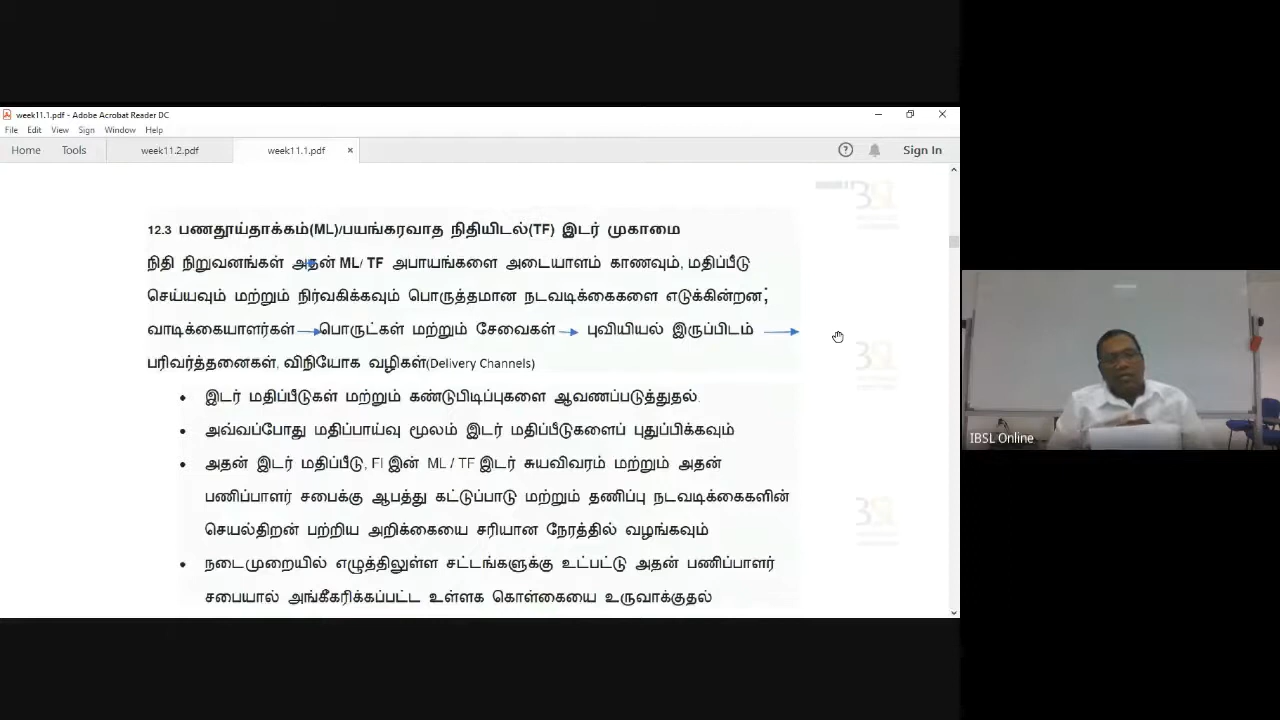 week11.1.pdf - Adobe Acrobat Reader DC
File Edit View Sign Window Help
Home Tools week11.2.pdf week11.1.pdf × Sign In
12.3 பணதூய்தாக்கம்(ML)/பயங்கரவாத நிதியிடல்(TF) இடர் முகாமை
நிதி நிறுவனங்கள் அதன் ML/ TF அபாயங்களை அடையாளம் காணவும், மதிப்பீடு
செய்யவும் மற்றும் நிர்வகிக்கவும் பொருத்தமான நடவடிக்கைகளை எடுக்கின்றன;
வாடிக்கையாளர்கள் → பொருட்கள் மற்றும் சேவைகள் → புவியியல் இருப்பிடம் →
பரிவர்த்தனைகள், விநியோக வழிகள்(Delivery Channels)
• இடர் மதிப்பீடுகள் மற்றும் கண்டுபிடிப்புகளை ஆவணப்படுத்துதல்.
• அவ்வப்போது மதிப்பாய்வு மூலம் இடர் மதிப்பீடுகளைப் புதுப்பிக்கவும்
• அதன் இடர் மதிப்பீடு, FI இன் ML / TF இடர் சுயவிவரம் மற்றும் அதன்
பணிப்பாளர் சபைக்கு ஆபத்து கட்டுப்பாடு மற்றும் தணிப்பு நடவடிக்கைகளின்
செயல்திறன் பற்றிய அறிக்கையை சரியான நேரத்தில் வழங்கவும்
• நடைமுறையில் எழுத்திலுள்ள சட்டங்களுக்கு உட்பட்டு அதன் பணிப்பாளர்
சபையால் அங்கீகரிக்கப்பட்ட உள்ளக கொள்கையை உருவாக்குதல்
IBSL Online